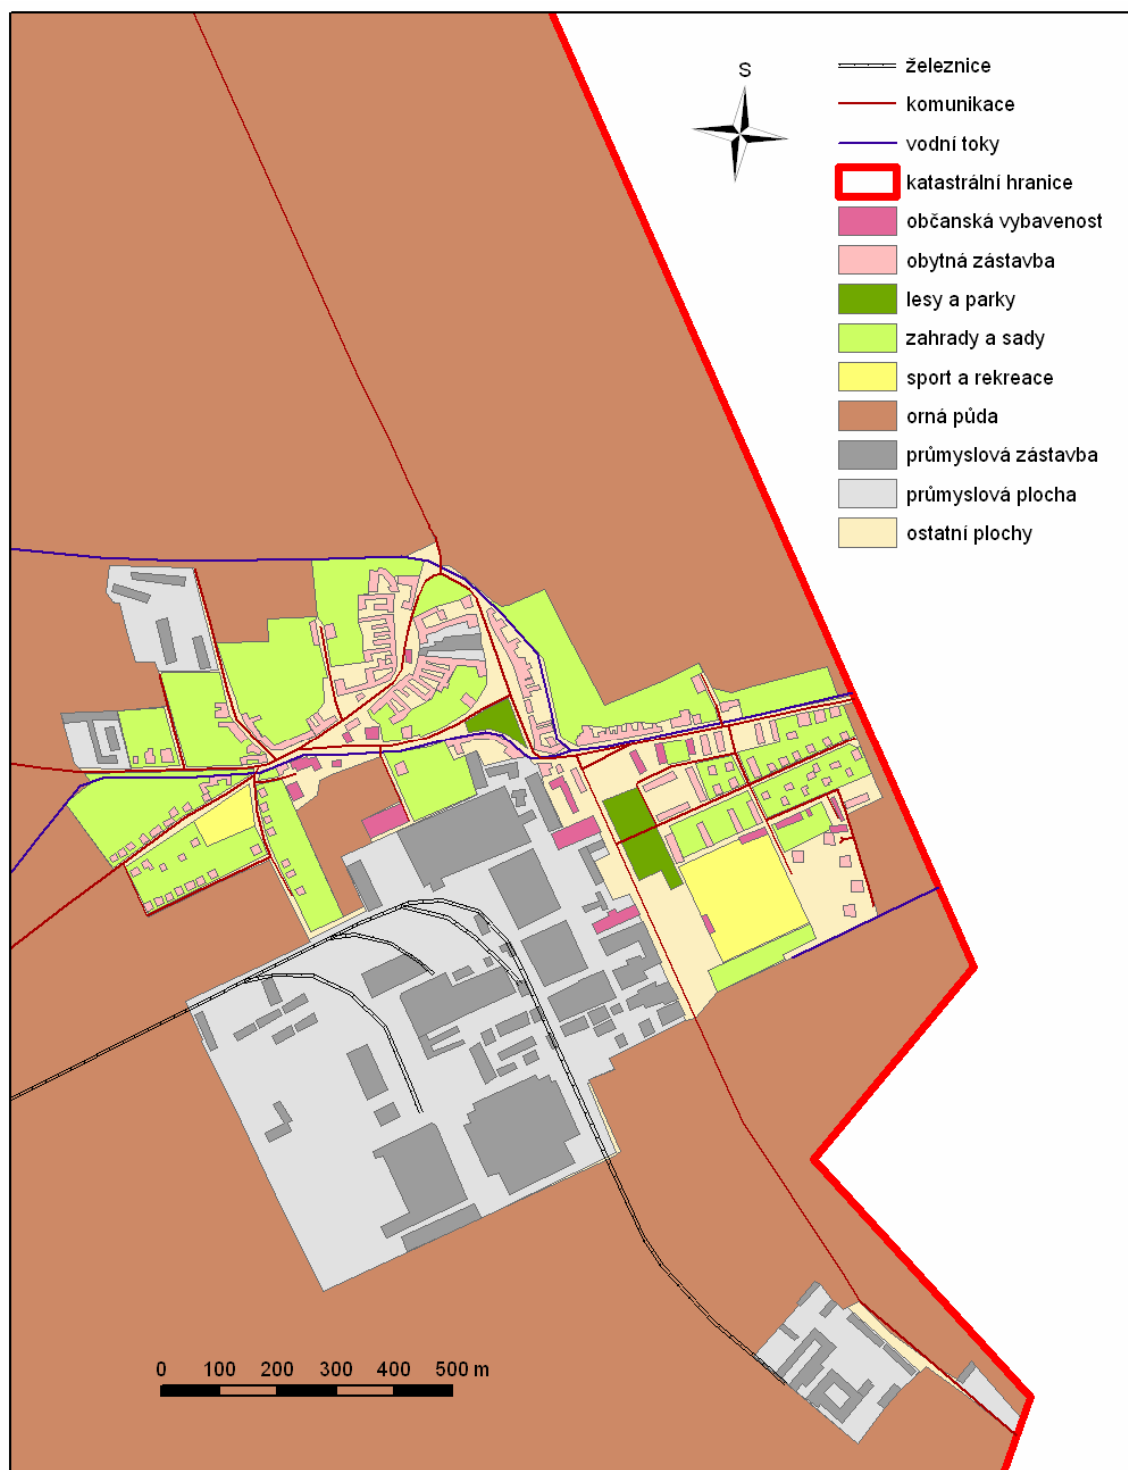 S
železnice
komunikace
vodní toky
katastrální hranice
občanská vybavenost
obytná zástavba
lesy a parky
zahrady a sady
sport a rekreace
orná půda
průmyslová zástavba
průmyslová plocha
ostatní plochy
0 100 200 300 400 500 m